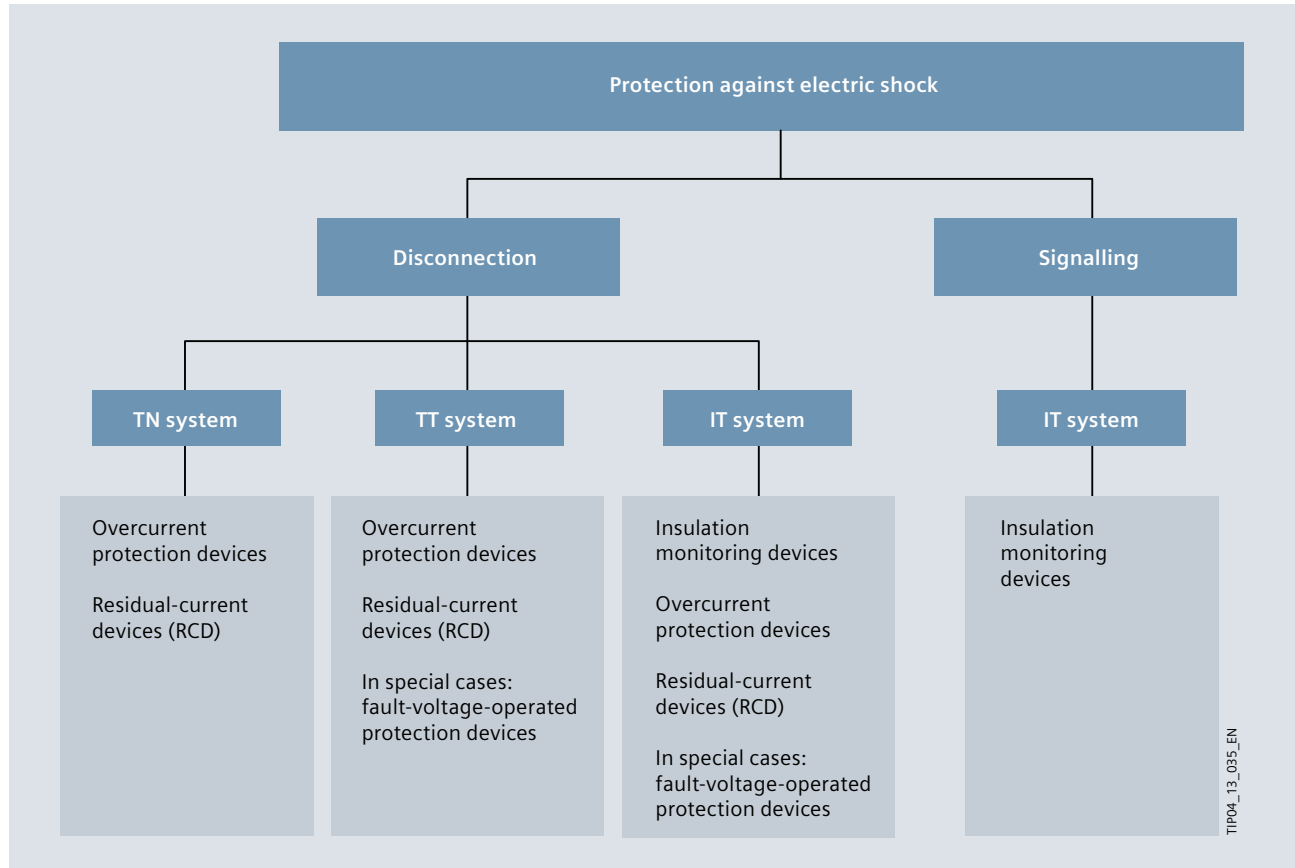 Protection against electric shock
Disconnection
Signalling
TN system
TT system
IT system
IT system
Overcurrent
protection devices
Residual-current
devices (RCD)
Overcurrent
protection devices
Residual-current
devices (RCD)
In special cases:
fault-voltage-operated
protection devices
Insulation
monitoring devices
Overcurrent
protection devices
Residual-current
devices (RCD)
In special cases:
fault-voltage-operated
protection devices
Insulation
monitoring
devices
TIP04_13_035_EN